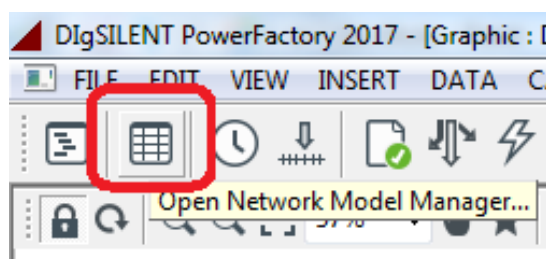 DIgSILENT PowerFactory 2017 - [Graphic :
FILE EDIT VIEW INSERT DATA
Open Network Model Manager...